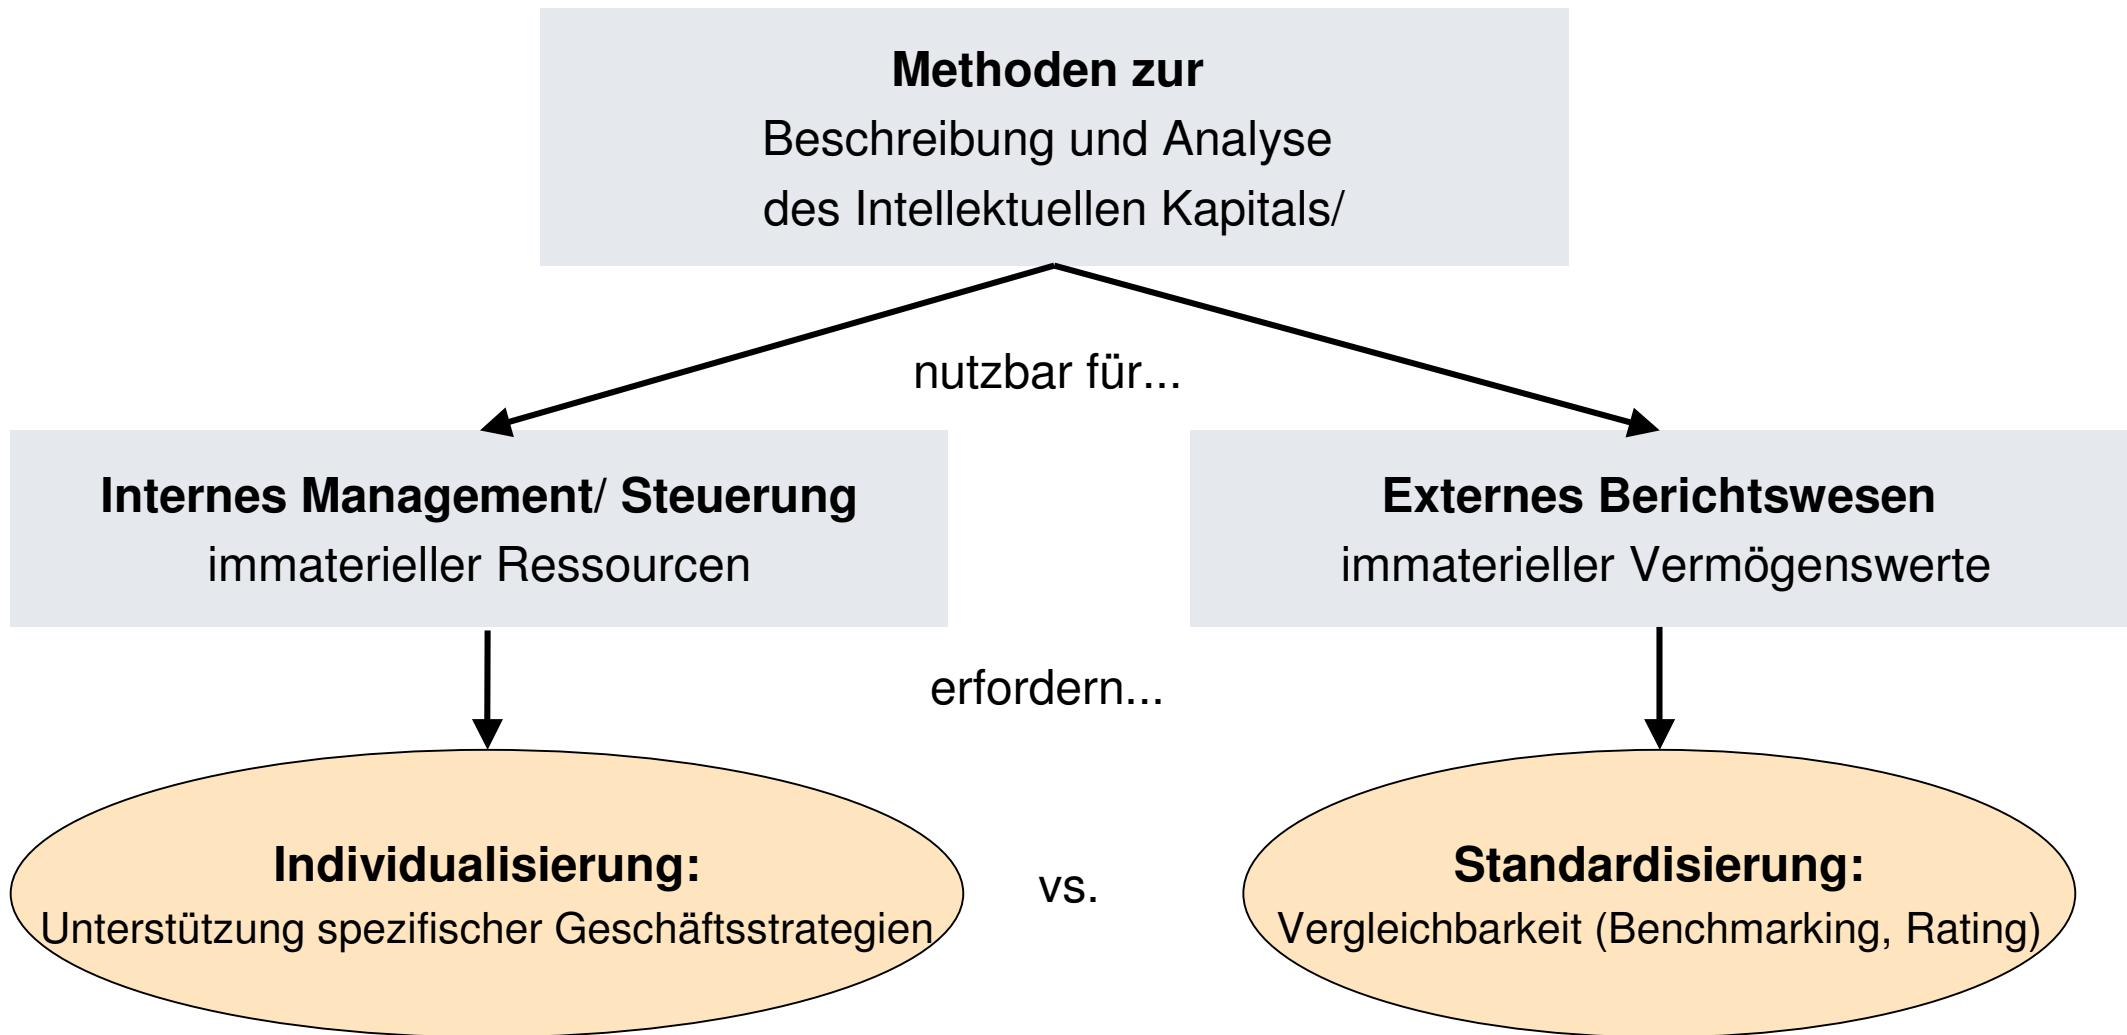 Methoden zur
Beschreibung und Analyse
des Intellektuellen Kapitals/
nutzbar für...
Internes Management/ Steuerung
immaterieller Ressourcen
Externes Berichtswesen
immaterieller Vermögenswerte
erfordern...
Individualisierung:
Unterstützung spezifischer Geschäftsstrategien
vs.
Standardisierung:
Vergleichbarkeit (Benchmarking, Rating)